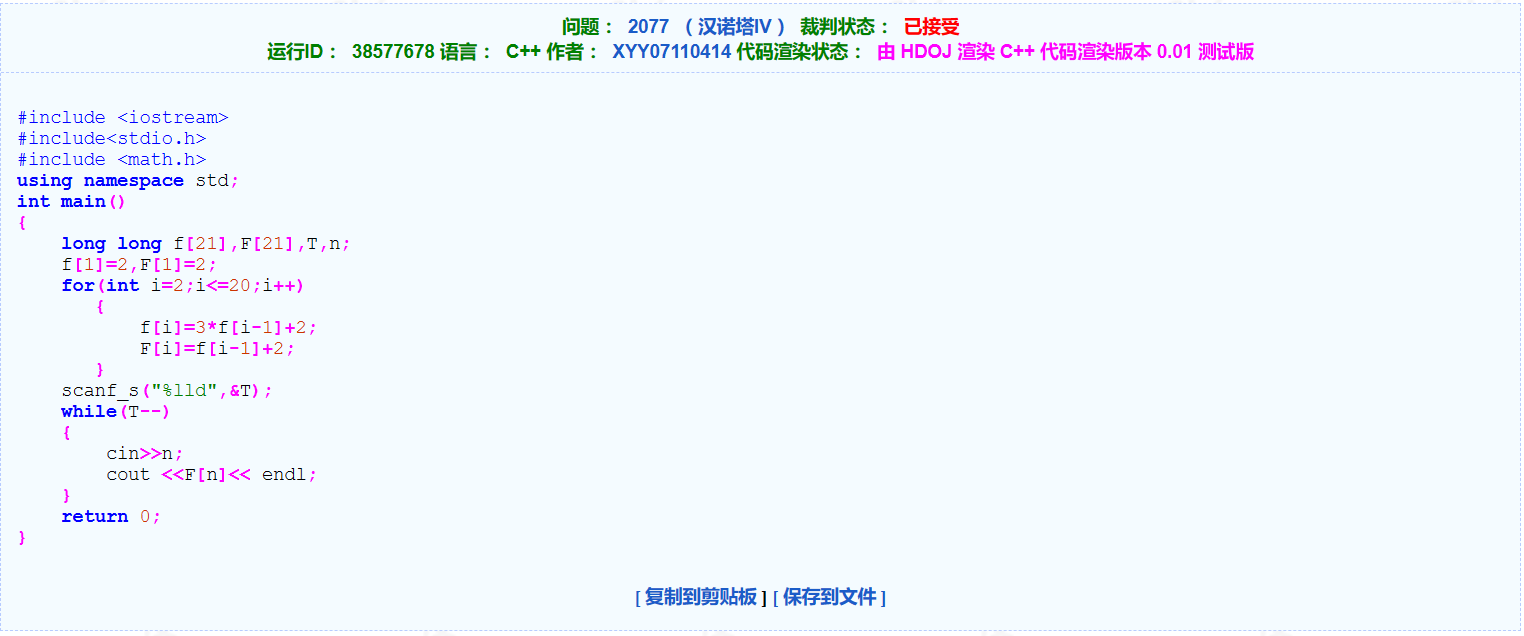 问题： 2077 （ 汉诺塔IV ） 裁判状态： 已接受
运行ID： 38577678 语言： C++ 作者： XYY07110414 代码渲染状态： 由 HDOJ 渲染 C++ 代码渲染版本 0.01 测试版
#include <iostream>
#include<stdio.h>
#include <math.h>
using namespace std;
int main()
{
    long long f[21],F[21],T,n;
    f[1]=2,F[1]=2;
    for(int i=2;i<=20;i++)
       {
           f[i]=3*f[i-1]+2;
           F[i]=f[i-1]+2;
       }
    scanf_s("%lld",&T);
    while(T--)
    {
        cin>>n;
        cout <<F[n]<< endl;
    }
    return 0;
}
[ 复制到剪贴板 ] [ 保存到文件 ]